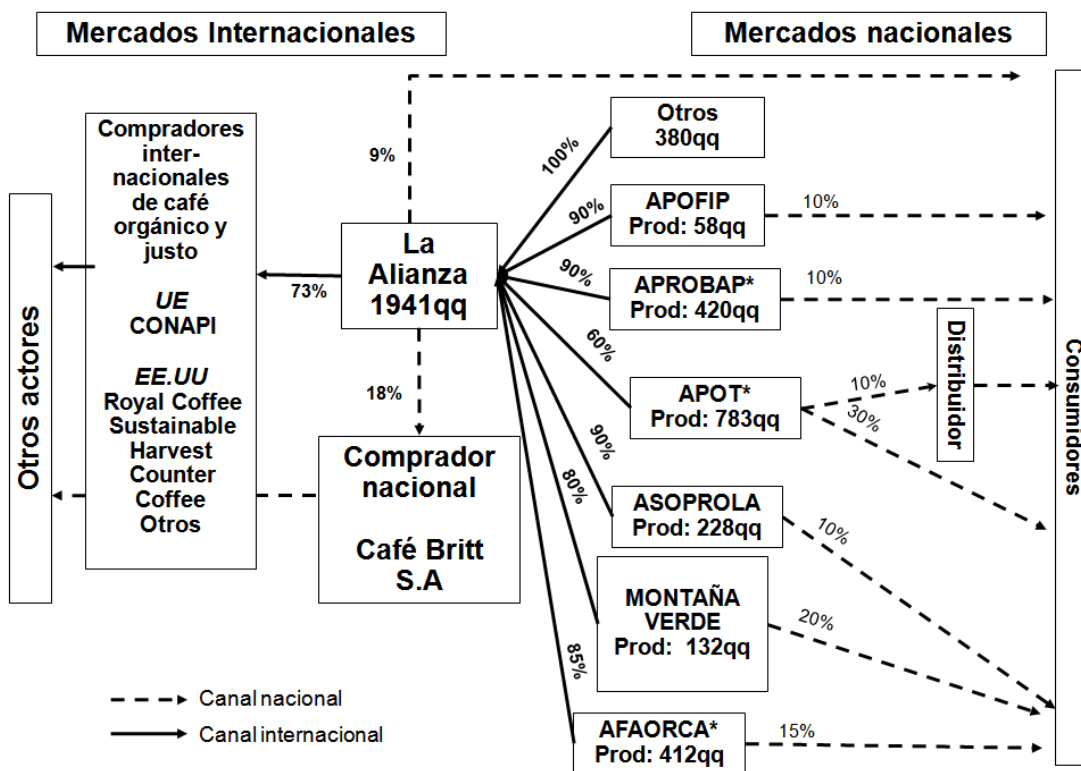 Mercados Internacionales
Mercados nacionales
Otros actores
Compradores
inter-
nacionales
de café
orgánico y
justo
UE
CONAPI
EE.UU
Royal Coffee
Sustainable
Harvest
Counter
Coffee
Otros
9%
73%
La
Alianza
1941qq
18%
Comprador
nacional
Café Britt
S.A
100%
90%
90%
60%
90%
80%
85%
Otros
380qq
APOFIP
Prod: 58qq
10%
APROBAP*
Prod: 420qq
10%
APOT*
Prod: 783qq
10%
30%
Distribuidor
ASOPROLA
Prod: 228qq
10%
MONTAÑA
VERDE
Prod: 132qq
20%
AFAORCA*
Prod: 412qq
15%
Consumidores
Canal nacional
Canal internacional